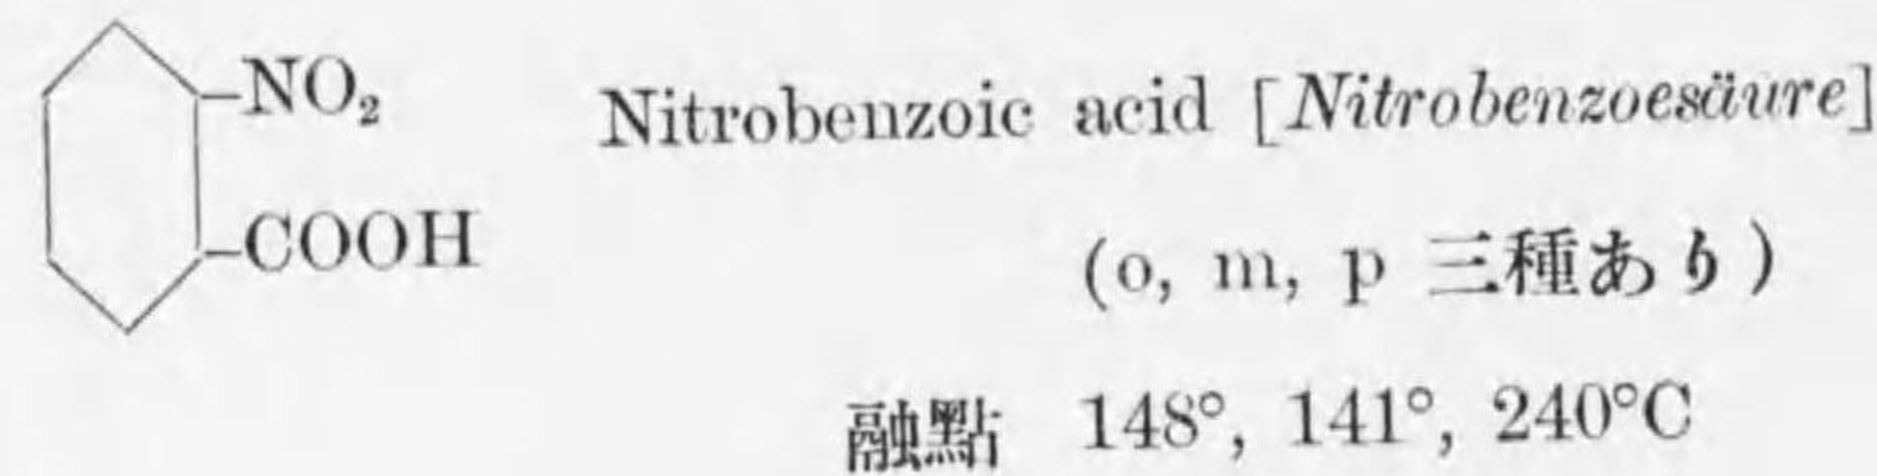 -NO₂
Nitrobenzoic acid [Nitrobenzoesäure]
-COOH
(o, m, p 三種あり)
融點 148°, 141°, 240°C